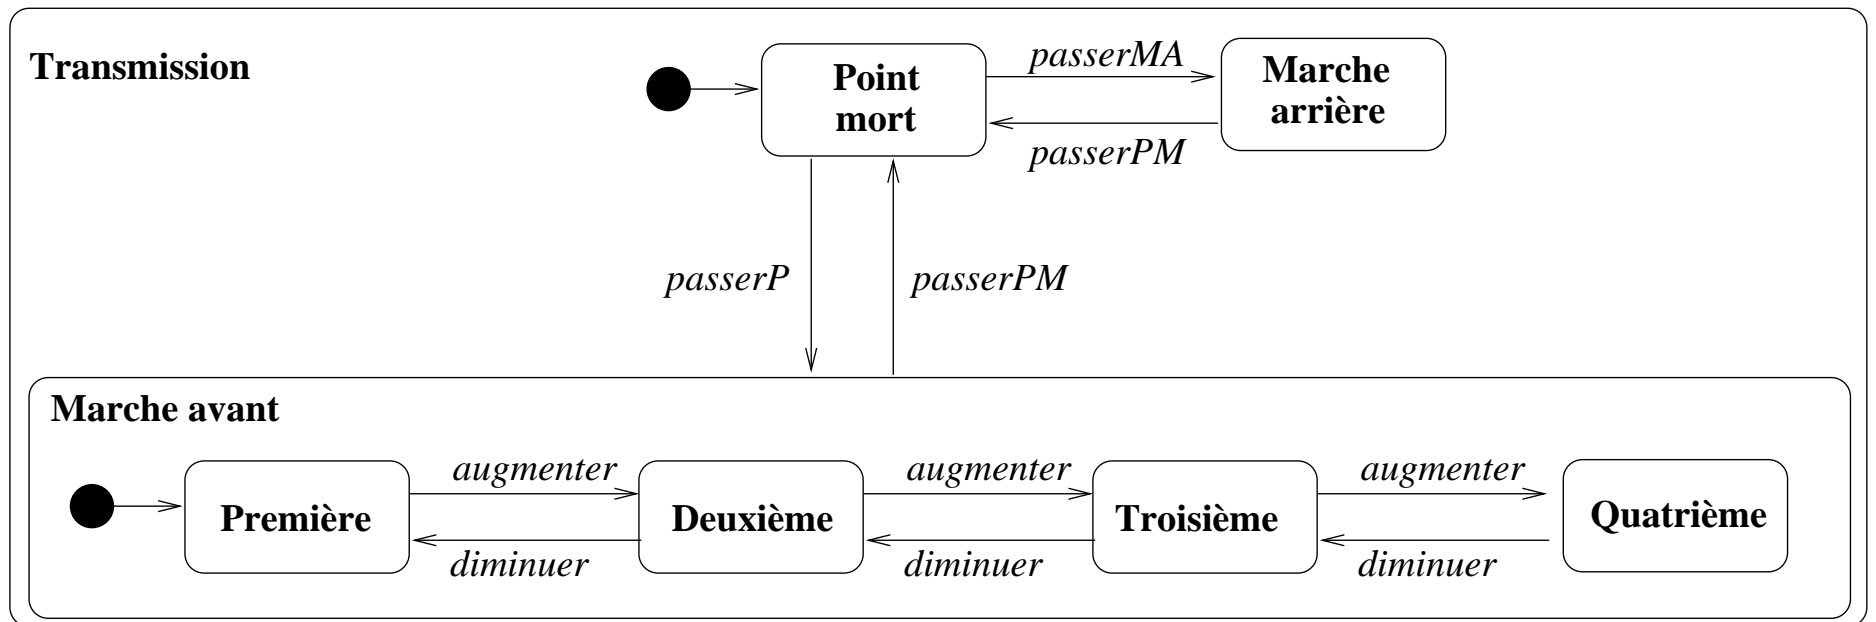 Transmission
Point
mort
passerMA
Marche
arrière
passerPM
passerP
passerPM
Marche avant
Première
augmenter
diminuer
Deuxième
augmenter
diminuer
Troisième
augmenter
diminuer
Quatrième